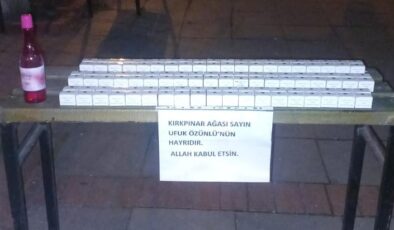 KIRKPINAR AĞASI SAYIN
UFUK ÖZÜNLÜ'NÜN
HAYRIDIR.
ALLAH KABUL ETSİN.